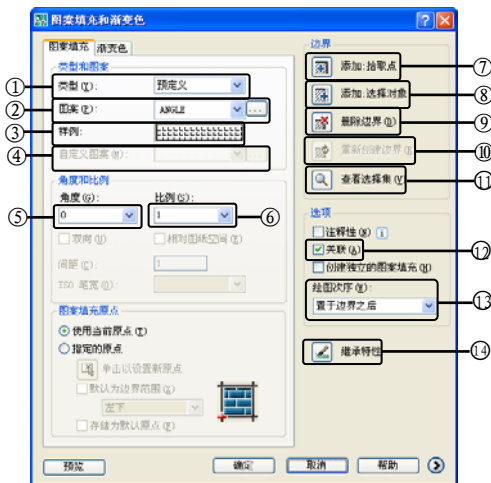 图案填充和渐变色
图案填充 渐变色
类型和图案
① 类型(Y): 预定义
② 图案(P): ANGLE ...
③ 样例:
④ 自定义图案(M): ...
角度和比例
角度(G): 比例(S):
⑤ 0 1 ⑥
双向(U) 相对图纸空间(E)
间距(C): 1
ISO 笔宽(O):
图案填充原点
使用当前原点(T)
指定的原点
单击以设置新原点
默认为边界范围(X)
左下
存储为默认原点(F)
边界
添加:拾取点 ⑦
添加:选择对象 ⑧
删除边界(D) ⑨
重新创建边界(R ⑩
查看选择集(V ⑪
选项
注释性(N)
关联(A) ⑫
创建独立的图案填充(H)
绘图次序(W):
置于边界之后 ⑬
继承特性 ⑭
预览 确定 取消 帮助